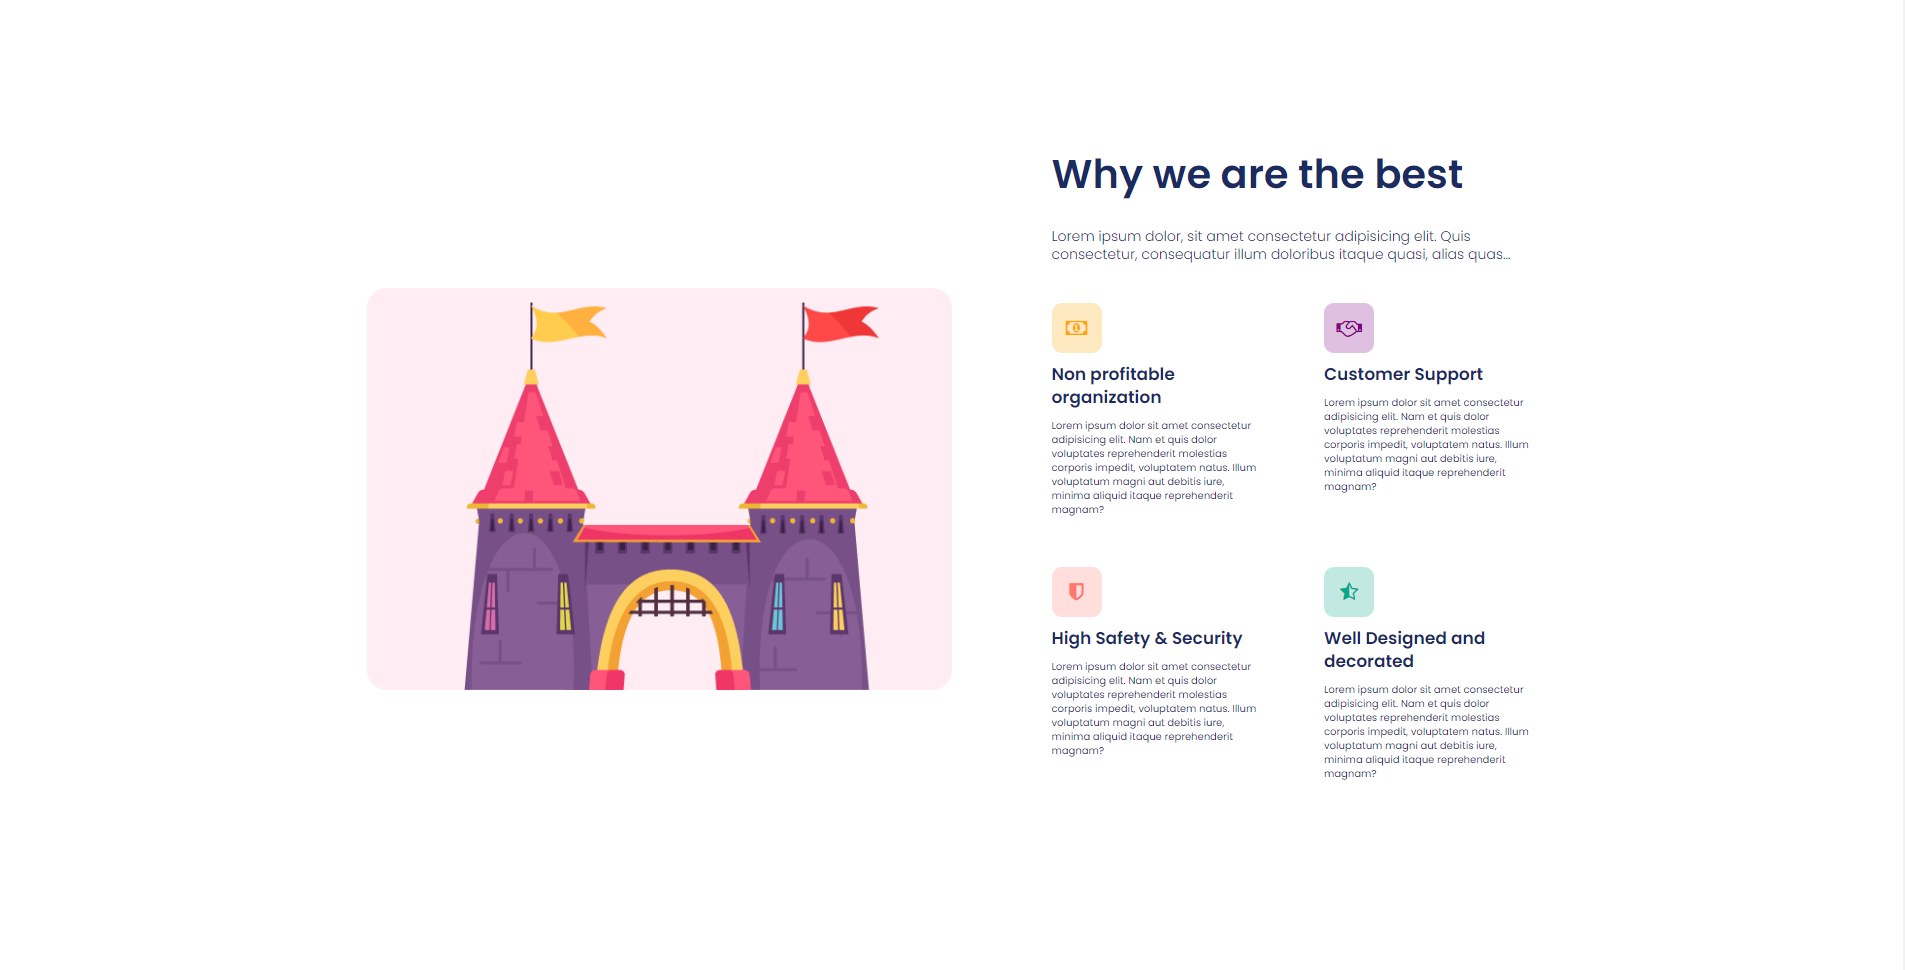 Why we are the best
Lorem ipsum dolor, sit amet consectetur adipisicing elit. Quis
consectetur, consequatur illum doloribus itaque quasi, alias quas...
Non profitable
organization
Lorem ipsum dolor sit amet consectetur
adipisicing elit. Nam et quis dolor
voluptates reprehenderit molestias
corporis impedit, voluptatem natus. Illum
voluptatum magni aut debitis iure,
minima aliquid itaque reprehenderit
magnam?
Customer Support
Lorem ipsum dolor sit amet consectetur
adipisicing elit. Nam et quis dolor
voluptates reprehenderit molestias
corporis impedit, voluptatem natus. Illum
voluptatum magni aut debitis iure,
minima aliquid itaque reprehenderit
magnam?
High Safety & Security
Lorem ipsum dolor sit amet consectetur
adipisicing elit. Nam et quis dolor
voluptates reprehenderit molestias
corporis impedit, voluptatem natus. Illum
voluptatum magni aut debitis iure,
minima aliquid itaque reprehenderit
magnam?
Well Designed and
decorated
Lorem ipsum dolor sit amet consectetur
adipisicing elit. Nam et quis dolor
voluptates reprehenderit molestias
corporis impedit, voluptatem natus. Illum
voluptatum magni aut debitis iure,
minima aliquid itaque reprehenderit
magnam?